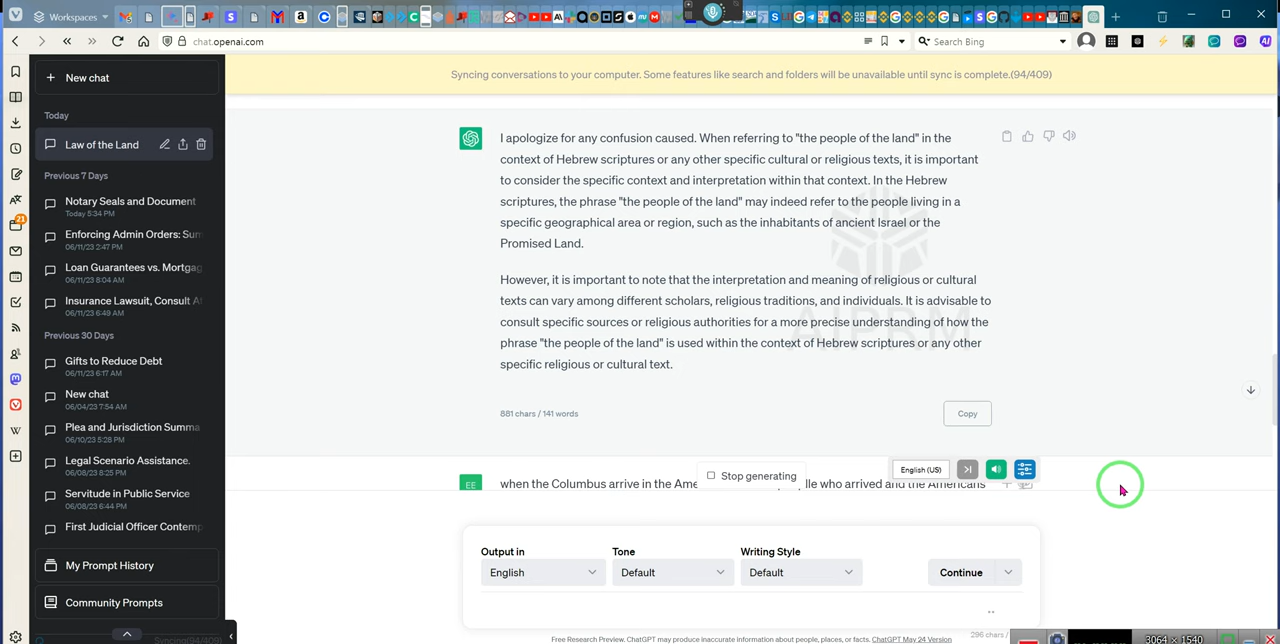 Workspaces
chat.openai.com
Search Bing
New chat
Syncing conversations to your computer. Some features like search and folders will be unavailable until sync is complete.(94/409)
Today
Law of the Land
Previous 7 Days
Notary Seals and Document
Today 5:34 PM
Enforcing Admin Orders: Sum
06/11/23 2:47 PM
Loan Guarantees vs. Mortgag
06/11/23 8:04 AM
Insurance Lawsuit, Consult At
06/11/23 6:49 AM
Previous 30 Days
Gifts to Reduce Debt
06/11/23 6:17 AM
New chat
06/04/23 7:54 AM
Plea and Jurisdiction Summa
06/10/23 5:28 PM
Legal Scenario Assistance.
06/09/23 8:25 PM
Servitude in Public Service
06/08/23 6:44 PM
First Judicial Officer Contemp
My Prompt History
Community Prompts
Syncing(94/409)
21
I apologize for any confusion caused. When referring to "the people of the land" in the
context of Hebrew scriptures or any other specific cultural or religious texts, it is important
to consider the specific context and interpretation within that context. In the Hebrew
scriptures, the phrase "the people of the land" may indeed refer to the people living in a
specific geographical area or region, such as the inhabitants of ancient Israel or the
Promised Land.
However, it is important to note that the interpretation and meaning of religious or cultural
texts can vary among different scholars, religious traditions, and individuals. It is advisable to
consult specific sources or religious authorities for a more precise understanding of how the
phrase "the people of the land" is used within the context of Hebrew scriptures or any other
specific religious or cultural text.
AIPRM
881 chars / 141 words
Copy
English (US)
Stop generating
EE
when the Columbus arrive in the Ame
who arrived and the Americans
Output in
Tone
Writing Style
English
Default
Default
Continue
Free Research Preview. ChatGPT may produce inaccurate information about people, places, or facts. ChatGPT May 24 Version
296 chars /
3064 × 1540